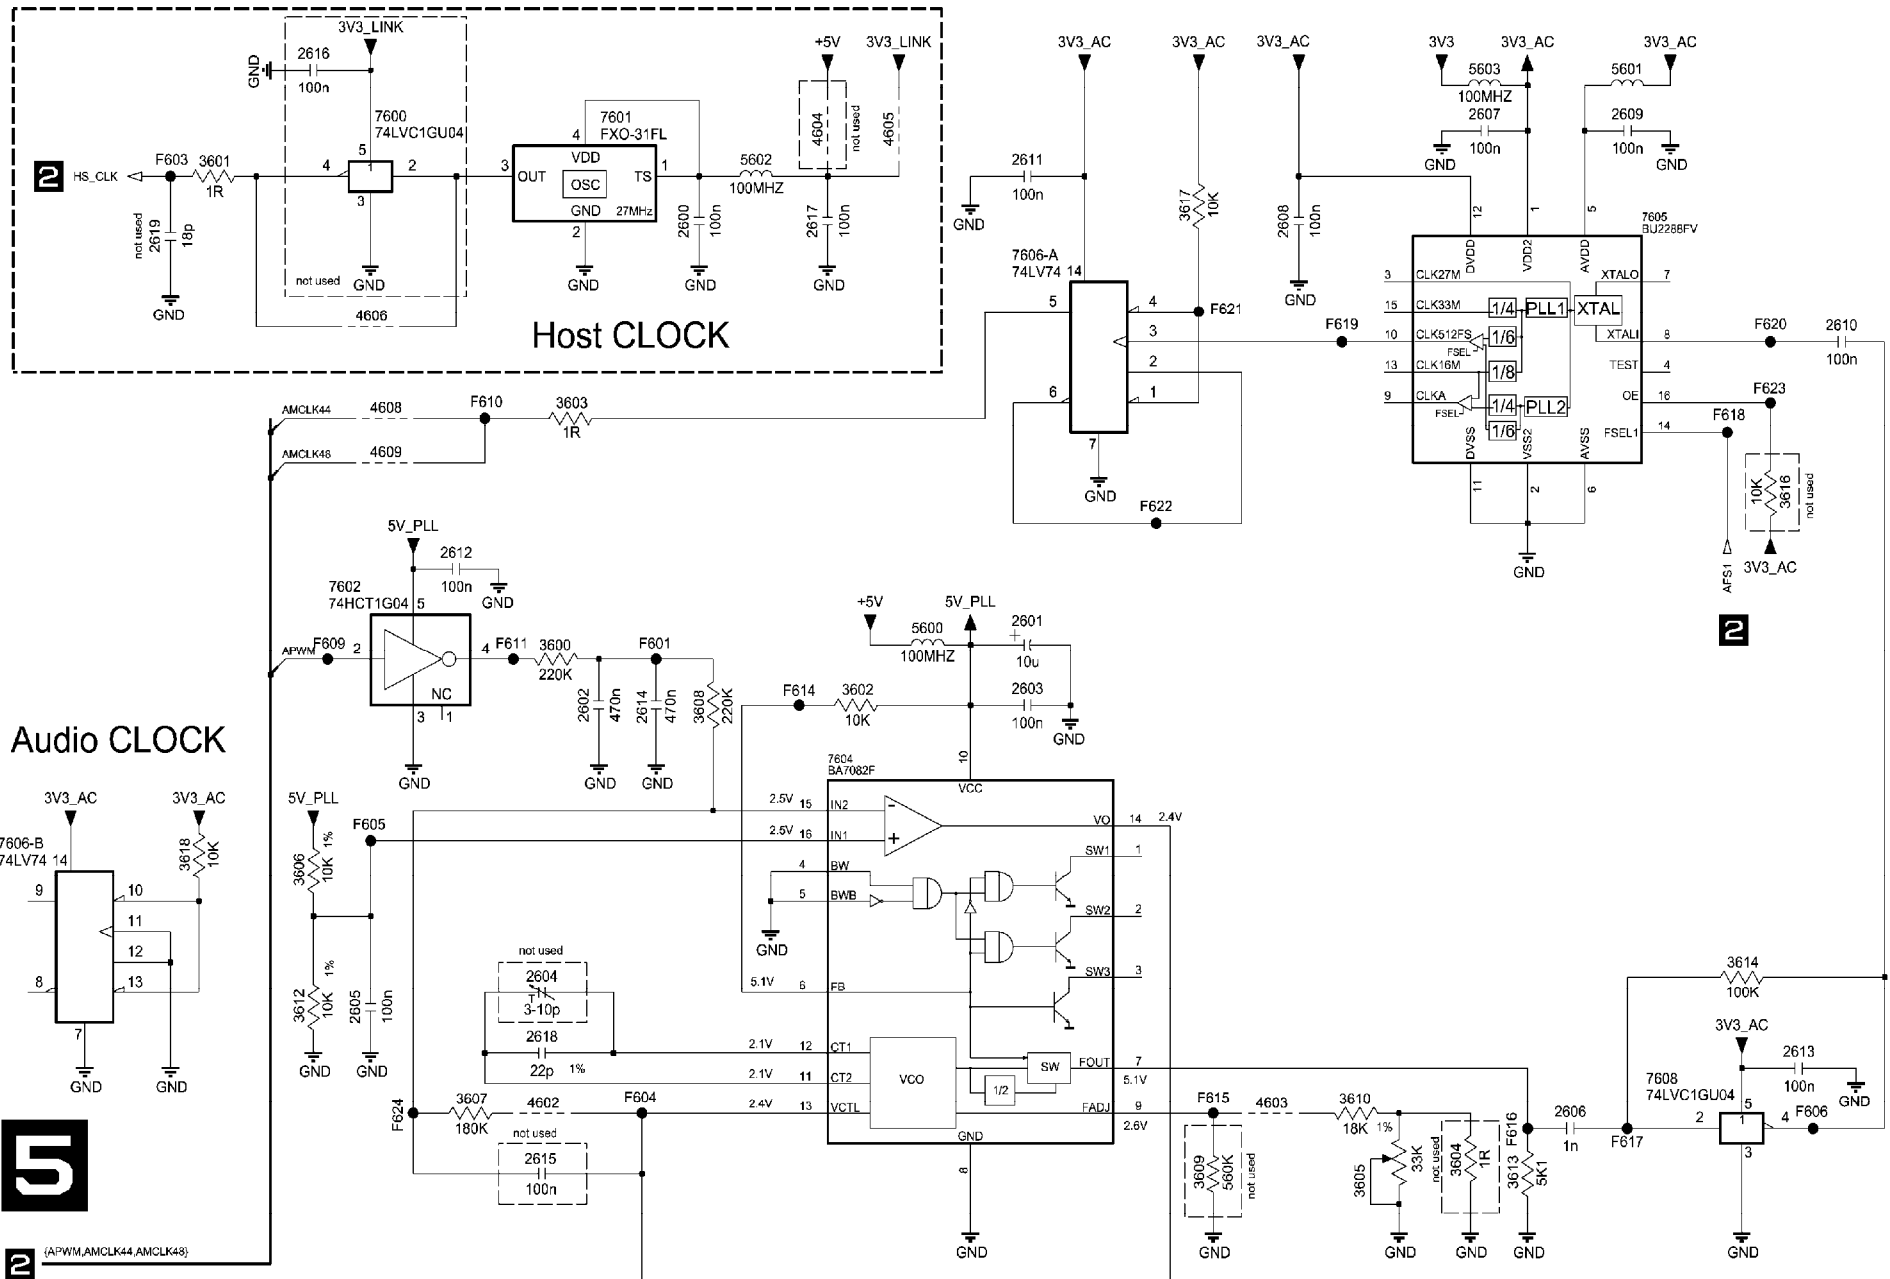 3V3_LINK
2616
GND
100n
7600
74LVC1GU04
5
1
4
2
3
GND
not used
4606
2
HS_CLK
F603
3601
1R
not used
2619
18p
GND
7601
FXO-31FL
4
VDD
3
OUT
OSC
TS
1
GND
27MHz
2
GND
2600
100n
GND
5602
100MHZ
+5V
3V3_LINK
4604
not used
4605
2617
100n
GND
Host CLOCK
3V3_AC
3V3_AC
2611
100n
GND
3617
10K
7606-A
74LV74
14
5
4
F621
3
2
6
1
7
GND
F622
F619
3V3_AC
2608
100n
GND
3V3
3V3_AC
3V3_AC
5603
100MHZ
5601
2607
100n
GND
2609
100n
GND
12
1
5
7605
BU2288FV
DVDD
VDD2
AVDD
3
CLK27M
XTALO
7
15
CLK33M
1/4
PLL1
XTAL
10
CLK512FS
1/6
XTALI
8
FSEL
13
CLK16M
1/8
TEST
4
9
CLKA
1/4
PLL2
OE
16
FSEL
1/6
FSEL1
14
DVSS
VSS2
AVSS
11
2
6
GND
F620
2610
100n
F623
F618
10K
3616
not used
AFS1
3V3_AC
2
AMCLK44
4608
F610
3603
1R
AMCLK48
4609
5V_PLL
2612
100n
GND
7602
74HCT1G04
5
APWM
F609
2
4
F611
3600
220K
F601
NC
3
1
GND
2602
470n
GND
2614
470n
GND
3608
220K
+5V
5V_PLL
5600
100MHZ
2601
+
10u
F614
3602
10K
2603
100n
GND
Audio CLOCK
3V3_AC
3V3_AC
7606-B
74LV74
14
3618
10K
9
10
11
12
8
13
7
GND
GND
5V_PLL
3606
10K
1%
F605
3612
10K
1%
GND
2605
100n
GND
7604
BA7082F
10
VCC
2.5V
15
IN2
-
VO
14
2.4V
2.5V
16
IN1
+
SW1
1
4
BW
5
BWB
GND
SW2
2
SW3
3
5.1V
6
FB
not used
2604
3-10p
2618
22p
1%
2.1V
12
CT1
2.1V
11
CT2
VCO
SW
1/2
FOUT
7
5.1V
F624
3607
180K
4602
F604
2.4V
13
VCTL
FADJ
9
2.6V
GND
8
GND
not used
2615
100n
F615
4603
3610
18K
1%
3609
560K
not used
GND
3605
33K
GND
not used
3604
1R
GND
F616
3613
5K1
GND
2606
1n
F617
3614
100K
3V3_AC
2613
100n
GND
7608
74LVC1GU04
5
2
1
4
F606
3
GND
5
2
{APWM,AMCLK44,AMCLK48}